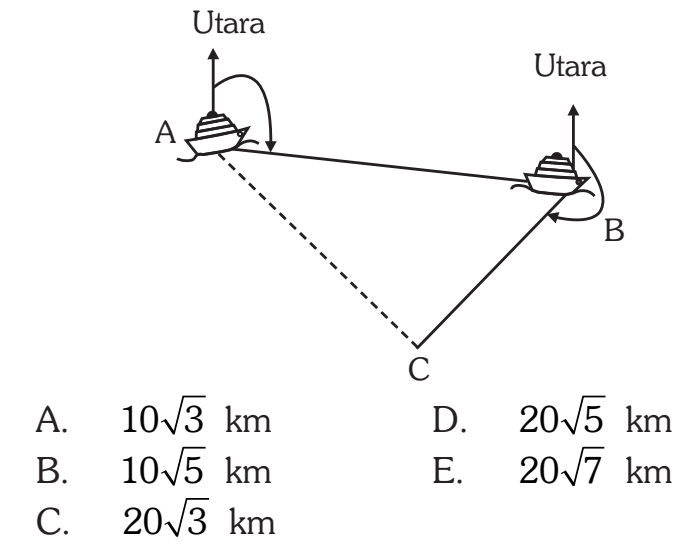 Utara
Utara
A
B
C
A. 10√3 km
B. 10√5 km
C. 20√3 km
D. 20√5 km
E. 20√7 km